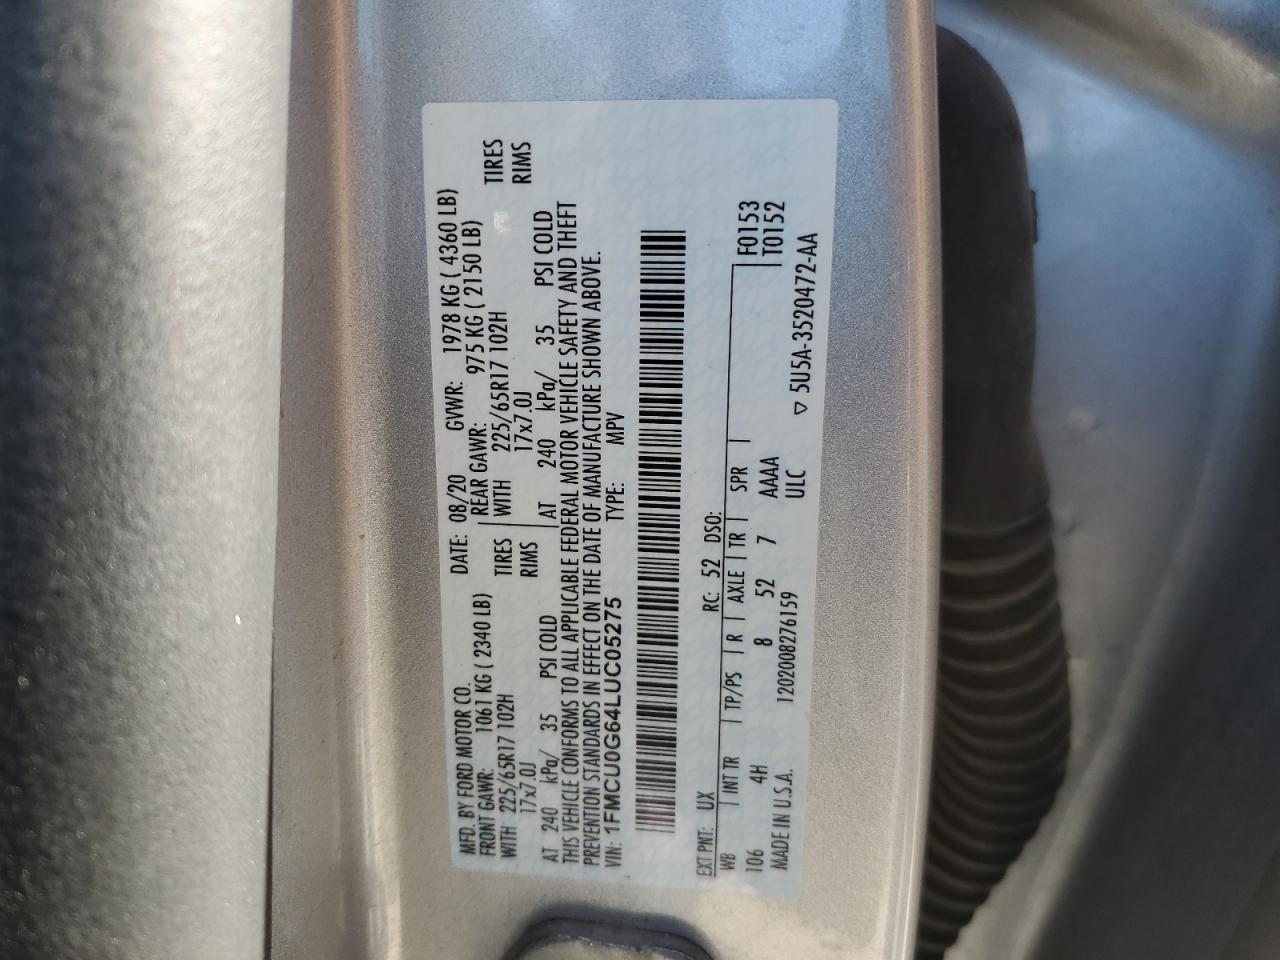 MFD. BY FORD MOTOR CO. DATE: 08/20 GVWR: 1978 KG ( 4360 LB)
FRONT GAWR: 1061 KG ( 2340 LB) REAR GAWR: 975 KG ( 2150 LB)
WITH 225/65R17 102H TIRES WITH 225/65R17 102H TIRES
17x7.0J RIMS 17x7.0J RIMS
AT 240 kPa/ 35 PSI COLD AT 240 kPa/ 35 PSI COLD
THIS VEHICLE CONFORMS TO ALL APPLICABLE FEDERAL MOTOR VEHICLE SAFETY AND THEFT
PREVENTION STANDARDS IN EFFECT ON THE DATE OF MANUFACTURE SHOWN ABOVE.
VIN: 1FMCU0G64LUC05275 TYPE: MPV
EXT PNT: UX RC: 52 DSO:
WB INT TR TP/PS R AXLE TR SPR F0153
106 4H 8 52 7 AAAA T0152
MADE IN U.S.A. 1202008276159 ULC
▽ 5U5A-3520472-AA